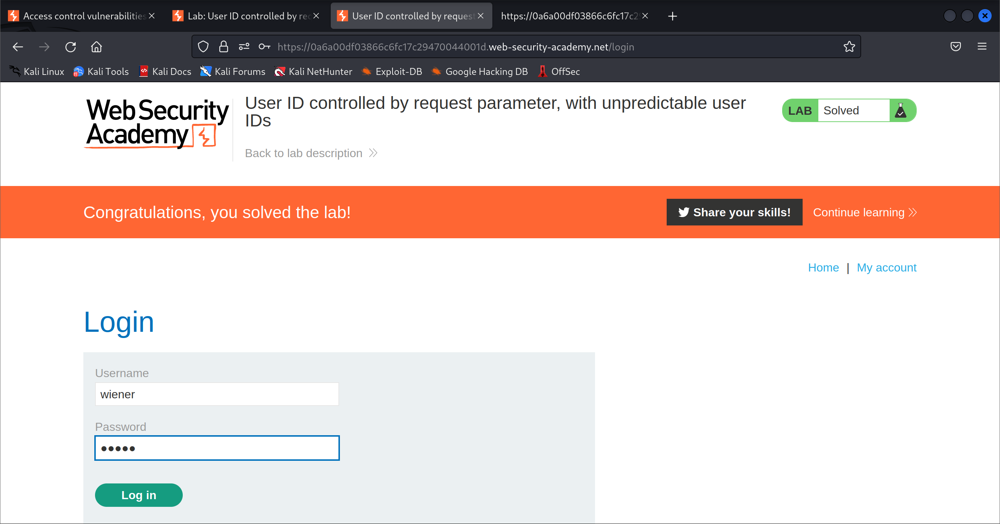 Access control vulnerabilities
Lab: User ID controlled by rec
User ID controlled by request
https://0a6a00df03866c6fc17c29
https://0a6a00df03866c6fc17c29470044001d.web-security-academy.net/login
Kali Linux
Kali Tools
Kali Docs
Kali Forums
Kali NetHunter
Exploit-DB
Google Hacking DB
OffSec
Web Security
Academy
User ID controlled by request parameter, with unpredictable user
IDs
Back to lab description
LAB Solved
Congratulations, you solved the lab!
Share your skills!
Continue learning
Home | My account
Login
Username
wiener
Password
•••••
Log in